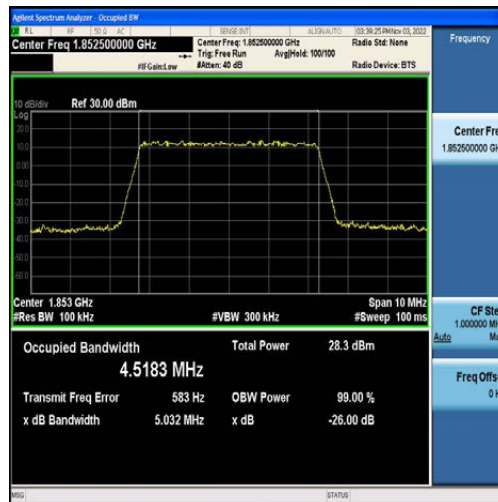 Agilent Spectrum Analyzer - Occupied BW
RL RF 50 Ω AC SENSE:INT ALIGNAUTO 03:39:25 PM Nov 03, 2022
Center Freq 1.852500000 GHz
Center Freq: 1.852500000 GHz
Radio Std: None
Trig: Free Run Avg|Hold: 100/100
#IFGain:Low #Atten: 40 dB Radio Device: BTS
Frequency
10 dB/div Ref 30.00 dBm
Log
20.0
10.0
0.00
-10.0
-20.0
-30.0
-40.0
-50.0
-60.0
Center Fre
1.852500000 GH
Center 1.853 GHz Span 10 MHz
#Res BW 100 kHz #VBW 300 kHz #Sweep 100 ms
CF Ste
1.000000 MH
Auto Ma
Occupied Bandwidth Total Power 28.3 dBm
4.5183 MHz
Transmit Freq Error 583 Hz OBW Power 99.00 %
x dB Bandwidth 5.032 MHz x dB -26.00 dB
Freq Offs
0 H
MSG STATUS